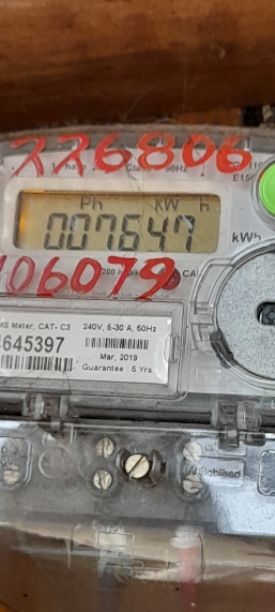 226806
Ph kW h
007647
kWh
106079
MS Meter, CAT- C3
240V, 5-30 A, 50Hz
645397
Mar, 2019
Guarantee : 5 Yrs